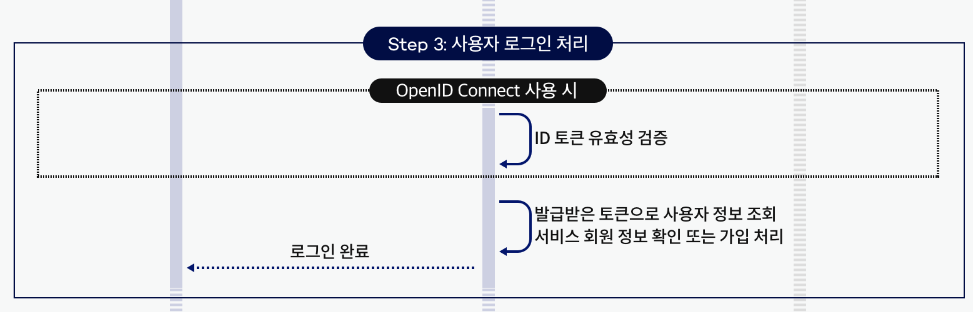 Step 3: 사용자 로그인 처리
OpenID Connect 사용 시
ID 토큰 유효성 검증
발급받은 토큰으로 사용자 정보 조회
서비스 회원 정보 확인 또는 가입 처리
로그인 완료